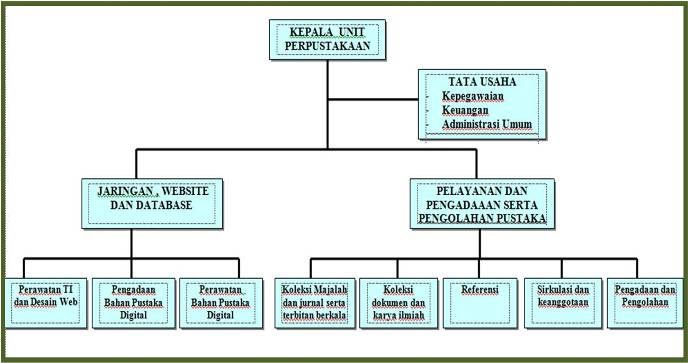 KEPALA UNIT
PERPUSTAKAAN
TATA USAHA
- Kepegawaian
- Keuangan
- Administrasi Umum
JARINGAN , WEBSITE
DAN DATABASE
PELAYANAN DAN
PENGADAAAN SERTA
PENGOLAHAN PUSTAKA
Perawatan TI
dan Desain Web
Pengadaan
Bahan Pustaka
Digital
Perawatan
Bahan Pustaka
Digital
Koleksi Majalah
dan jurnal serta
terbitan berkala
Koleksi
dokumen dan
karya ilmiah
Referensi
Sirkulasi dan
keanggotaan
Pengadaan dan
Pengolahan